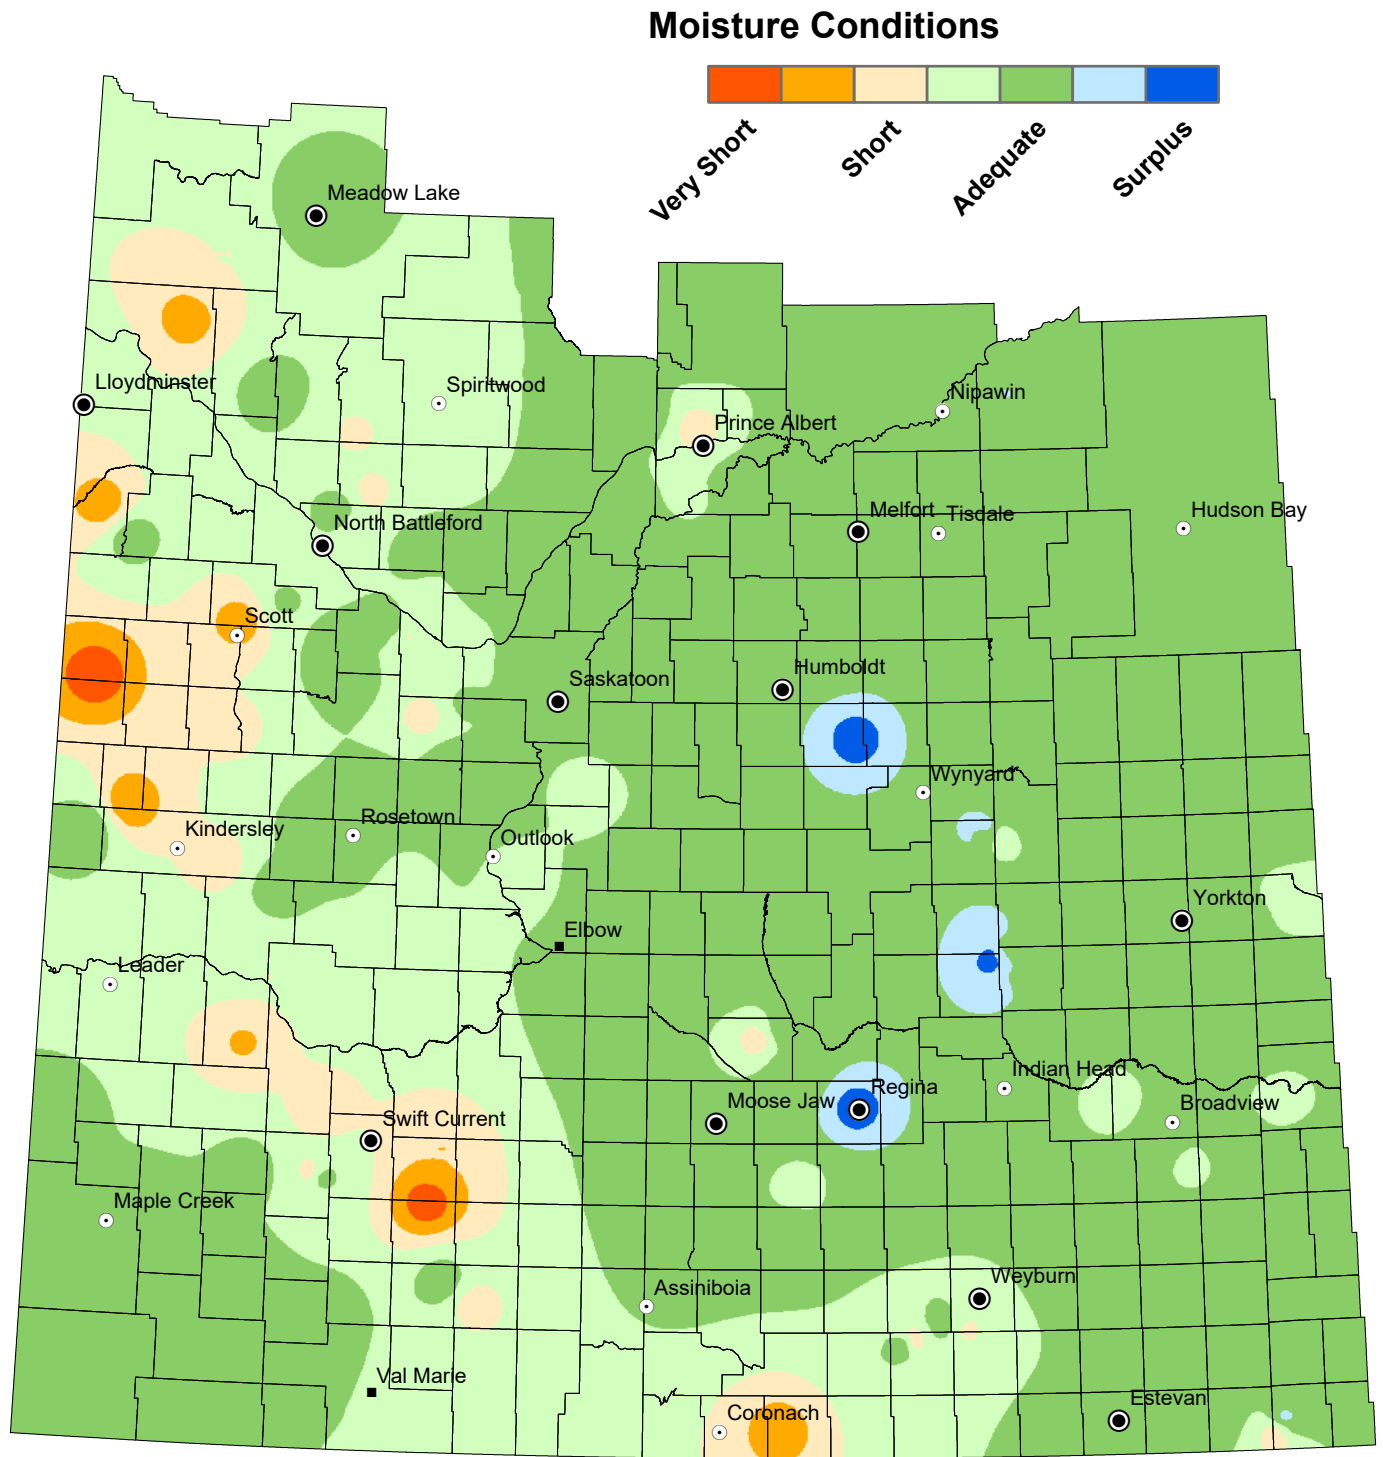 Moisture Conditions
Very Short
Short
Adequate
Surplus
Meadow Lake
Lloydminster
Spiritwood
Nipawin
Prince Albert
North Battleford
Melfort
Tisdale
Hudson Bay
Scott
Saskatoon
Humboldt
Wynyard
Kindersley
Rosetown
Outlook
Yorkton
Elbow
Leader
Indian Head
Regina
Moose Jaw
Broadview
Swift Current
Maple Creek
Assiniboia
Weyburn
Val Marie
Coronach
Estevan